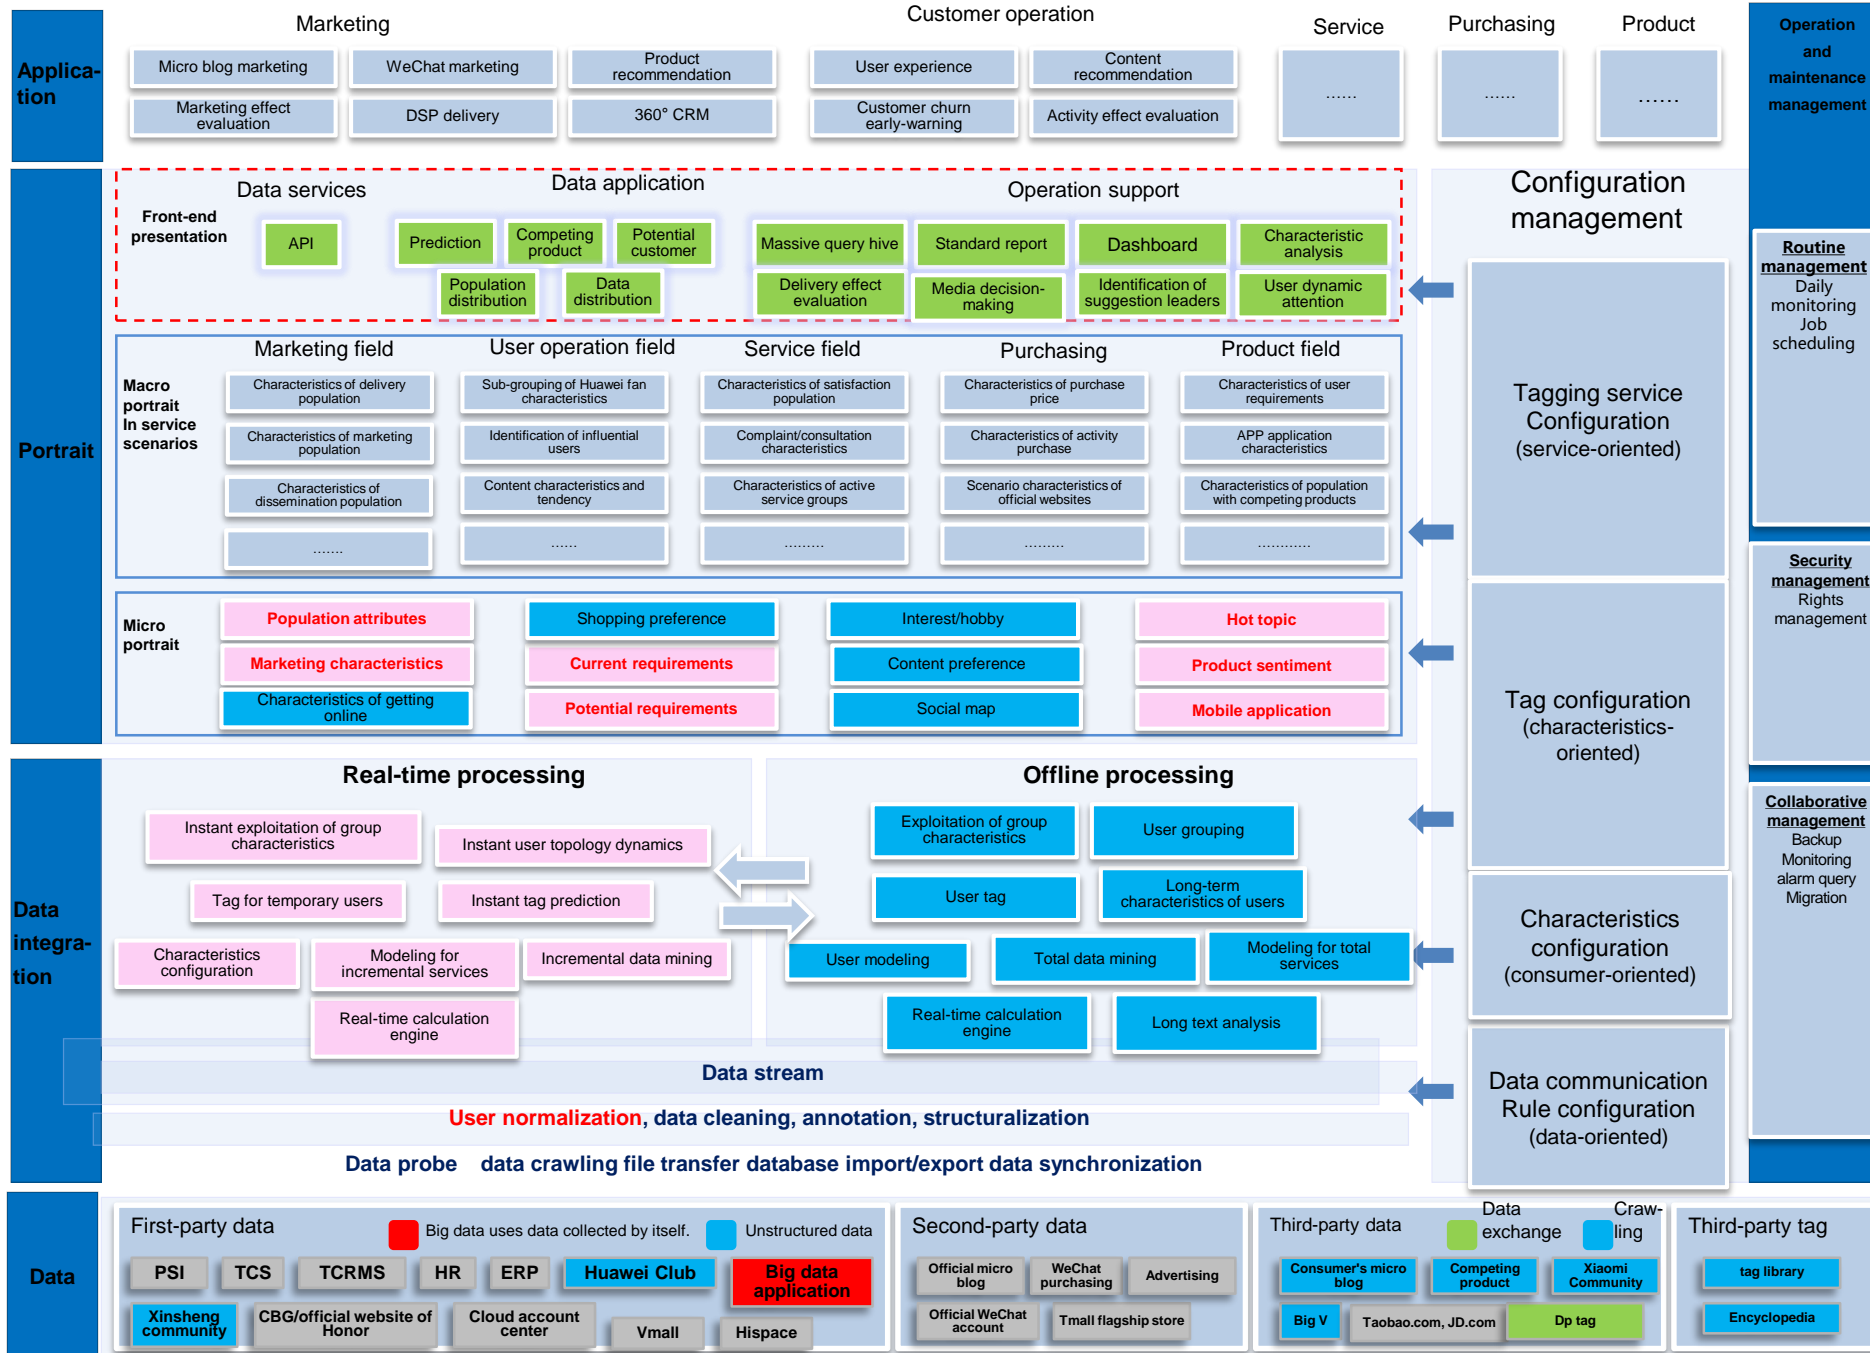 Applica-
tion
Marketing
Micro blog marketing
WeChat marketing
Product
recommendation
Marketing effect
evaluation
DSP delivery
360° CRM
Customer operation
User experience
Content
recommendation
Customer churn
early-warning
Activity effect evaluation
Service
......
Purchasing
......
Product
......
Operation
and
maintenance
management
Portrait
Front-end
presentation
Data services
API
Data application
Prediction
Competing
product
Potential
customer
Population
distribution
Data
distribution
Operation support
Massive query hive
Standard report
Dashboard
Characteristic
analysis
Delivery effect
evaluation
Media decision-
making
Identification of
suggestion leaders
User dynamic
attention
Macro
portrait
In service
scenarios
Marketing field
Characteristics of delivery
population
Characteristics of marketing
population
Characteristics of
dissemination population
.......
User operation field
Sub-grouping of Huawei fan
characteristics
Identification of influential
users
Content characteristics and
tendency
......
Service field
Characteristics of satisfaction
population
Complaint/consultation
characteristics
Characteristics of active
service groups
.........
Purchasing
Characteristics of purchase
price
Characteristics of activity
purchase
Scenario characteristics of
official websites
.........
Product field
Characteristics of user
requirements
APP application
characteristics
Characteristics of population
with competing products
............
Micro
portrait
Population attributes
Shopping preference
Interest/hobby
Hot topic
Marketing characteristics
Current requirements
Content preference
Product sentiment
Characteristics of getting
online
Potential requirements
Social map
Mobile application
Configuration
management
Tagging service
Configuration
(service-oriented)
Tag configuration
(characteristics-
oriented)
Characteristics
configuration
(consumer-oriented)
Data communication
Rule configuration
(data-oriented)
Routine
management
Daily
monitoring
Job
scheduling
Security
management
Rights
management
Collaborative
management
Backup
Monitoring
alarm query
Migration
Data
integra-
tion
Real-time processing
Instant exploitation of group
characteristics
Instant user topology dynamics
Tag for temporary users
Instant tag prediction
Characteristics
configuration
Modeling for
incremental services
Incremental data mining
Real-time calculation
engine
Offline processing
Exploitation of group
characteristics
User grouping
User tag
Long-term
characteristics of users
User modeling
Total data mining
Modeling for total
services
Real-time calculation
engine
Long text analysis
Data stream
User normalization, data cleaning, annotation, structuralization
Data probe data crawling file transfer database import/export data synchronization
Data
First-party data
Big data uses data collected by itself.
Unstructured data
PSI
TCS
TCRMS
HR
ERP
Huawei Club
Big data
application
Xinsheng
community
CBG/official website of
Honor
Cloud account
center
Vmall
Hispace
Second-party data
Official micro
blog
WeChat
purchasing
Advertising
Official WeChat
account
Tmall flagship store
Third-party data
Data
exchange
Craw-
ling
Consumer's micro
blog
Competing
product
Xiaomi
Community
Big V
Taobao.com, JD.com
Dp tag
Third-party tag
tag library
Encyclopedia